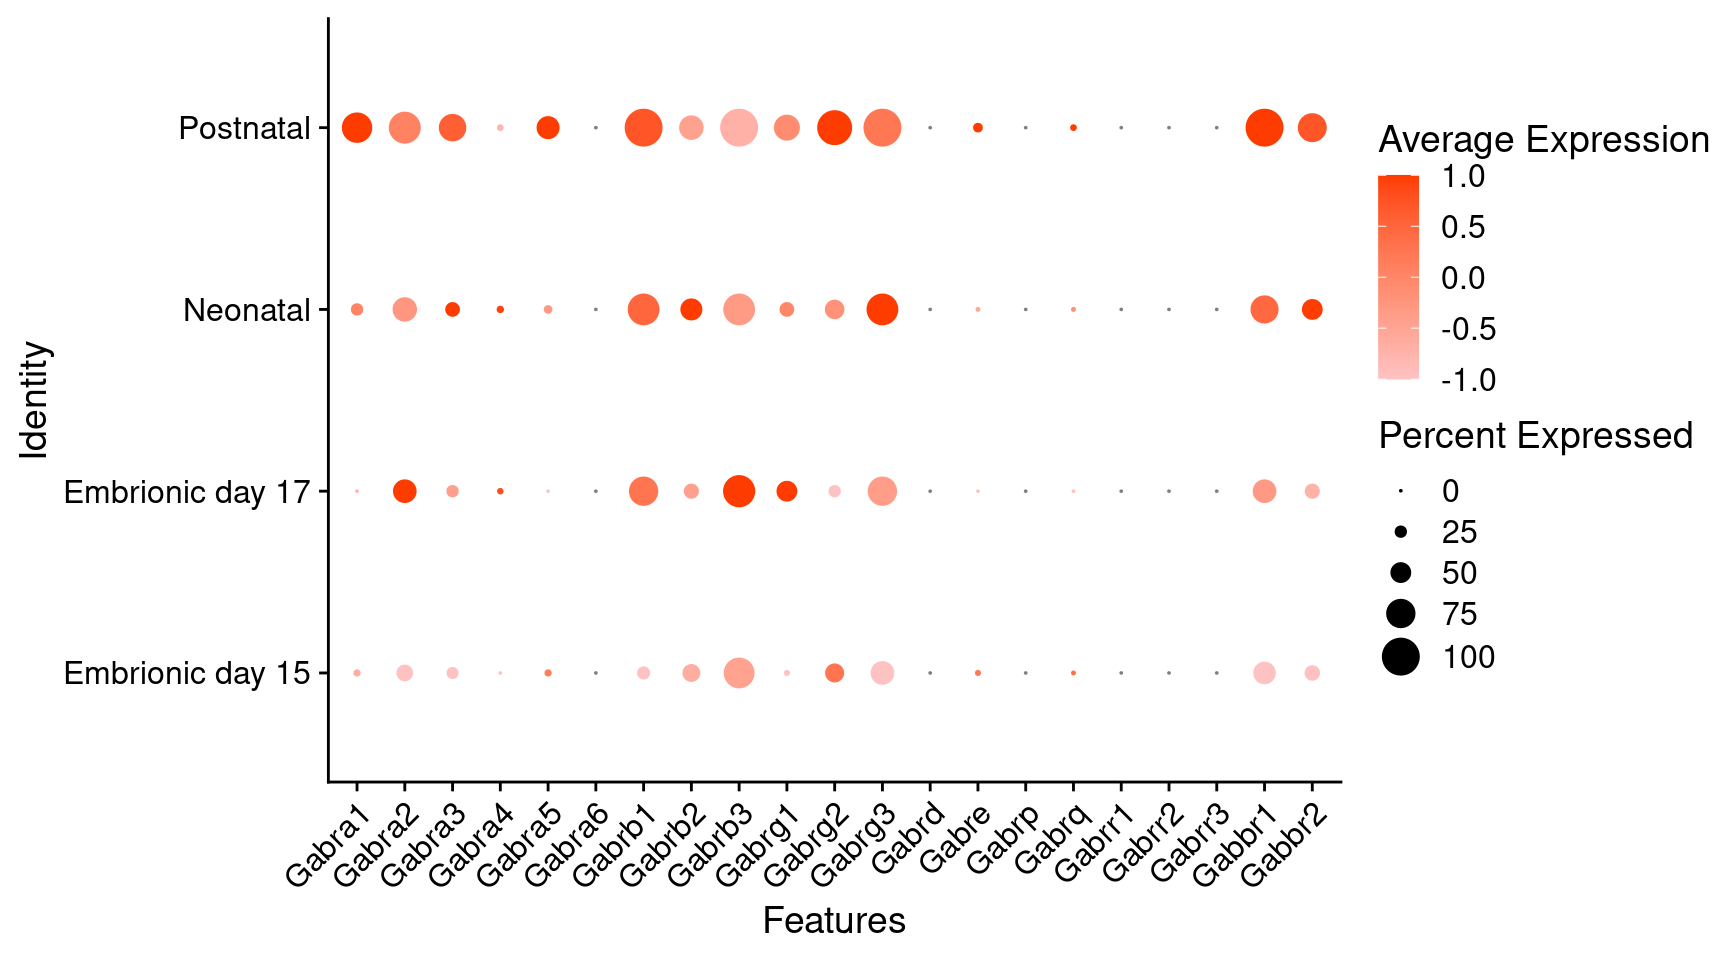 Postnatal
Neonatal
Embrionic day 17
Embrionic day 15
Identity
Gabra1
Gabra2
Gabra3
Gabra4
Gabra5
Gabra6
Gabrb1
Gabrb2
Gabrb3
Gabrg1
Gabrg2
Gabrg3
Gabrd
Gabre
Gabrp
Gabrq
Gabrr1
Gabrr2
Gabrr3
Gabbr1
Gabbr2
Features
Average Expression
1.0
0.5
0.0
-0.5
-1.0
Percent Expressed
0
25
50
75
100